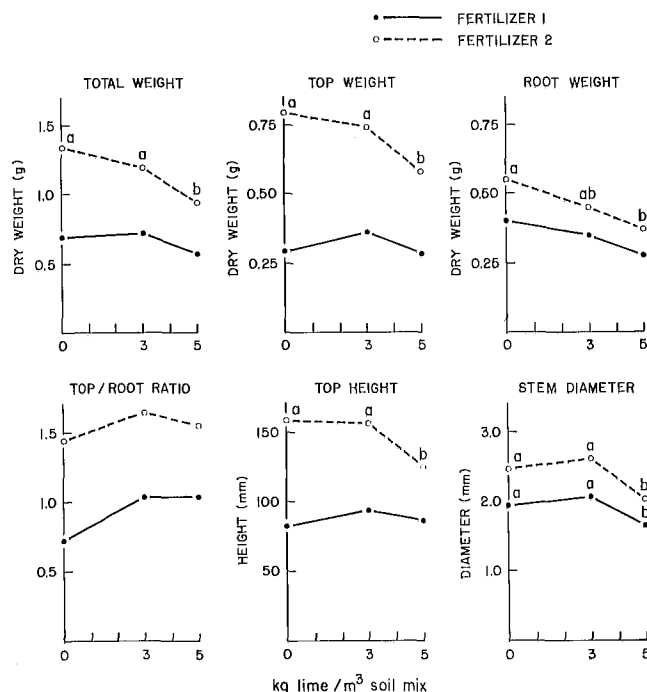 FERTILIZER 1
FERTILIZER 2
TOTAL WEIGHT
DRY WEIGHT (g)
1.5
1.0
0.5
a
a
b
0 3 5
TOP WEIGHT
DRY WEIGHT (g)
0.75
0.50
0.25
a
a
b
0 3 5
ROOT WEIGHT
DRY WEIGHT (g)
0.75
0.50
0.25
a
ab
b
0 3 5
TOP/ROOT RATIO
1.5
1.0
0.5
0 3 5
TOP HEIGHT
HEIGHT (mm)
150
100
50
a
a
b
0 3 5
STEM DIAMETER
DIAMETER (mm)
3.0
2.0
1.0
a
a
b
a
a
b
0 3 5
kg lime/m³ soil mix